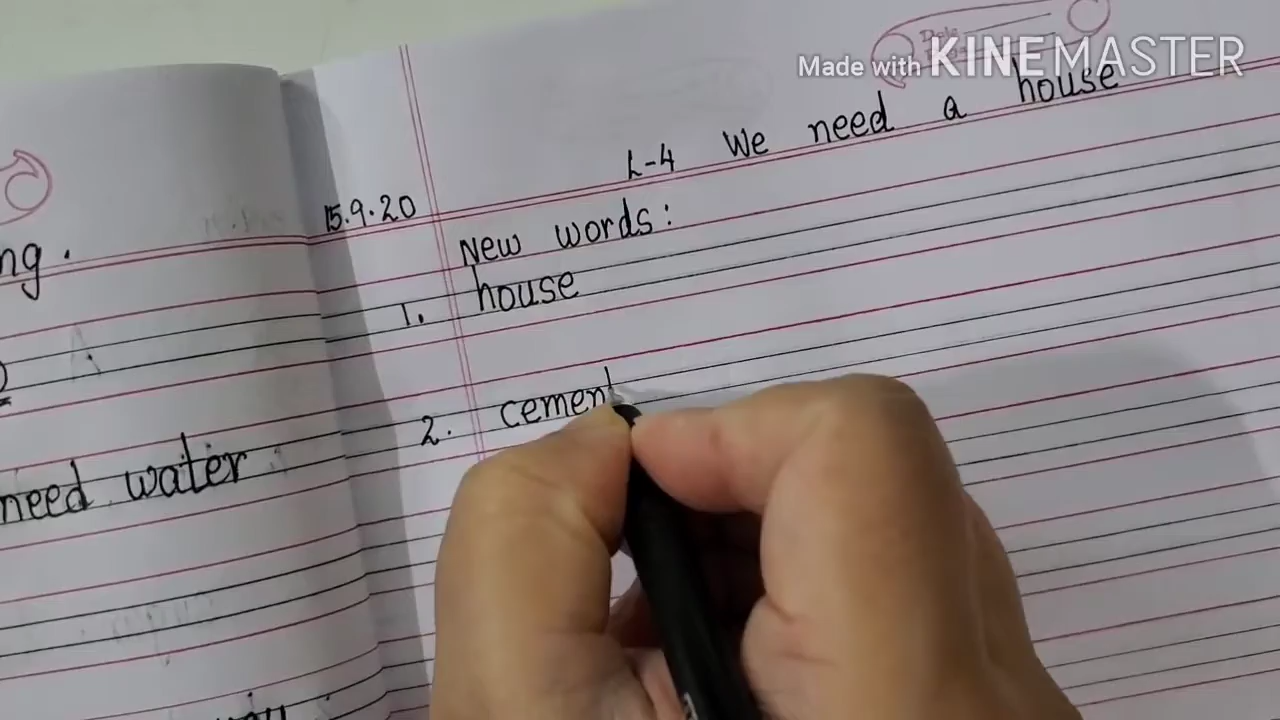 Made with KINEMASTER
Date
L-4 We need a house
15.9.20
New words:
1. house
2. cement
ng.
need water